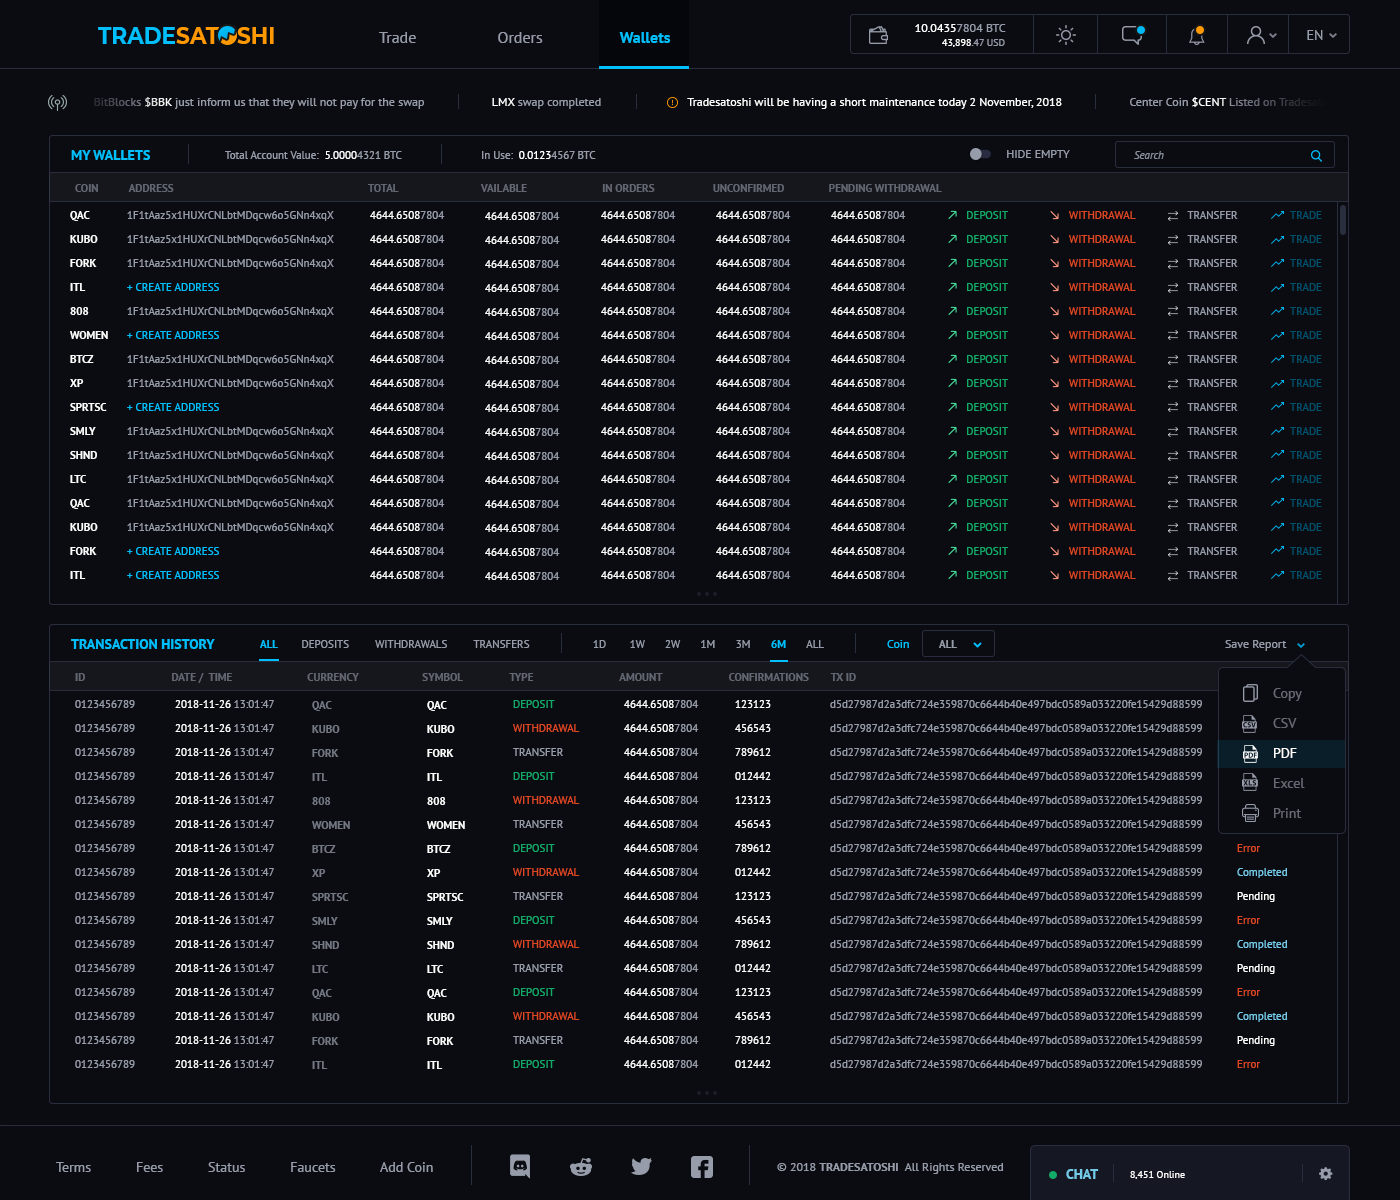 TRADESATOSHI Trade Orders Wallets 10.04357804 BTC 43,898.47 USD EN
BitBlocks $BBK just inform us that they will not pay for the swap LMX swap completed Tradesatoshi will be having a short maintenance today 2 November, 2018 Center Coin $CENT Listed on
MY WALLETS Total Account Value: 5.00004321 BTC In Use: 0.01234567 BTC HIDE EMPTY Search
COIN ADDRESS TOTAL VAILABLE IN ORDERS UNCONFIRMED PENDING WITHDRAWAL
QAC 1F1tAaz5x1HUXrCNLbtMDqcw6o5GNn4xqX 4644.65087804 4644.65087804 4644.65087804 4644.65087804 4644.65087804 DEPOSIT WITHDRAWAL TRANSFER TRADE
KUBO 1F1tAaz5x1HUXrCNLbtMDqcw6o5GNn4xqX 4644.65087804 4644.65087804 4644.65087804 4644.65087804 4644.65087804 DEPOSIT WITHDRAWAL TRANSFER TRADE
FORK 1F1tAaz5x1HUXrCNLbtMDqcw6o5GNn4xqX 4644.65087804 4644.65087804 4644.65087804 4644.65087804 4644.65087804 DEPOSIT WITHDRAWAL TRANSFER TRADE
ITL + CREATE ADDRESS 4644.65087804 4644.65087804 4644.65087804 4644.65087804 4644.65087804 DEPOSIT WITHDRAWAL TRANSFER TRADE
808 1F1tAaz5x1HUXrCNLbtMDqcw6o5GNn4xqX 4644.65087804 4644.65087804 4644.65087804 4644.65087804 4644.65087804 DEPOSIT WITHDRAWAL TRANSFER TRADE
WOMEN + CREATE ADDRESS 4644.65087804 4644.65087804 4644.65087804 4644.65087804 4644.65087804 DEPOSIT WITHDRAWAL TRANSFER TRADE
BTCZ 1F1tAaz5x1HUXrCNLbtMDqcw6o5GNn4xqX 4644.65087804 4644.65087804 4644.65087804 4644.65087804 4644.65087804 DEPOSIT WITHDRAWAL TRANSFER TRADE
XP 1F1tAaz5x1HUXrCNLbtMDqcw6o5GNn4xqX 4644.65087804 4644.65087804 4644.65087804 4644.65087804 4644.65087804 DEPOSIT WITHDRAWAL TRANSFER TRADE
SPRTSC + CREATE ADDRESS 4644.65087804 4644.65087804 4644.65087804 4644.65087804 4644.65087804 DEPOSIT WITHDRAWAL TRANSFER TRADE
SMLY 1F1tAaz5x1HUXrCNLbtMDqcw6o5GNn4xqX 4644.65087804 4644.65087804 4644.65087804 4644.65087804 4644.65087804 DEPOSIT WITHDRAWAL TRANSFER TRADE
SHND 1F1tAaz5x1HUXrCNLbtMDqcw6o5GNn4xqX 4644.65087804 4644.65087804 4644.65087804 4644.65087804 4644.65087804 DEPOSIT WITHDRAWAL TRANSFER TRADE
LTC 1F1tAaz5x1HUXrCNLbtMDqcw6o5GNn4xqX 4644.65087804 4644.65087804 4644.65087804 4644.65087804 4644.65087804 DEPOSIT WITHDRAWAL TRANSFER TRADE
QAC 1F1tAaz5x1HUXrCNLbtMDqcw6o5GNn4xqX 4644.65087804 4644.65087804 4644.65087804 4644.65087804 4644.65087804 DEPOSIT WITHDRAWAL TRANSFER TRADE
KUBO 1F1tAaz5x1HUXrCNLbtMDqcw6o5GNn4xqX 4644.65087804 4644.65087804 4644.65087804 4644.65087804 4644.65087804 DEPOSIT WITHDRAWAL TRANSFER TRADE
FORK + CREATE ADDRESS 4644.65087804 4644.65087804 4644.65087804 4644.65087804 4644.65087804 DEPOSIT WITHDRAWAL TRANSFER TRADE
ITL + CREATE ADDRESS 4644.65087804 4644.65087804 4644.65087804 4644.65087804 4644.65087804 DEPOSIT WITHDRAWAL TRANSFER TRADE
TRANSACTION HISTORY ALL DEPOSITS WITHDRAWALS TRANSFERS 1D 1W 2W 1M 3M 6M ALL Coin ALL Save Report
ID DATE / TIME CURRENCY SYMBOL TYPE AMOUNT CONFIRMATIONS TX ID
0123456789 2018-11-26 13:01:47 QAC QAC DEPOSIT 4644.65087804 123123 d5d27987d2a3dfc724e359870c6644b40e497bdc0589a033220fe15429d88599 Copy
0123456789 2018-11-26 13:01:47 KUBO KUBO WITHDRAWAL 4644.65087804 456543 d5d27987d2a3dfc724e359870c6644b40e497bdc0589a033220fe15429d88599 CSV CSV
0123456789 2018-11-26 13:01:47 FORK FORK TRANSFER 4644.65087804 789612 d5d27987d2a3dfc724e359870c6644b40e497bdc0589a033220fe15429d88599 PDF PDF
0123456789 2018-11-26 13:01:47 ITL ITL DEPOSIT 4644.65087804 012442 d5d27987d2a3dfc724e359870c6644b40e497bdc0589a033220fe15429d88599 XLS Excel
0123456789 2018-11-26 13:01:47 808 808 WITHDRAWAL 4644.65087804 123123 d5d27987d2a3dfc724e359870c6644b40e497bdc0589a033220fe15429d88599 Print
0123456789 2018-11-26 13:01:47 WOMEN WOMEN TRANSFER 4644.65087804 456543 d5d27987d2a3dfc724e359870c6644b40e497bdc0589a033220fe15429d88599
0123456789 2018-11-26 13:01:47 BTCZ BTCZ DEPOSIT 4644.65087804 789612 d5d27987d2a3dfc724e359870c6644b40e497bdc0589a033220fe15429d88599 Error
0123456789 2018-11-26 13:01:47 XP XP WITHDRAWAL 4644.65087804 012442 d5d27987d2a3dfc724e359870c6644b40e497bdc0589a033220fe15429d88599 Completed
0123456789 2018-11-26 13:01:47 SPRTSC SPRTSC TRANSFER 4644.65087804 123123 d5d27987d2a3dfc724e359870c6644b40e497bdc0589a033220fe15429d88599 Pending
0123456789 2018-11-26 13:01:47 SMLY SMLY DEPOSIT 4644.65087804 456543 d5d27987d2a3dfc724e359870c6644b40e497bdc0589a033220fe15429d88599 Error
0123456789 2018-11-26 13:01:47 SHND SHND WITHDRAWAL 4644.65087804 789612 d5d27987d2a3dfc724e359870c6644b40e497bdc0589a033220fe15429d88599 Completed
0123456789 2018-11-26 13:01:47 LTC LTC TRANSFER 4644.65087804 012442 d5d27987d2a3dfc724e359870c6644b40e497bdc0589a033220fe15429d88599 Pending
0123456789 2018-11-26 13:01:47 QAC QAC DEPOSIT 4644.65087804 123123 d5d27987d2a3dfc724e359870c6644b40e497bdc0589a033220fe15429d88599 Error
0123456789 2018-11-26 13:01:47 KUBO KUBO WITHDRAWAL 4644.65087804 456543 d5d27987d2a3dfc724e359870c6644b40e497bdc0589a033220fe15429d88599 Completed
0123456789 2018-11-26 13:01:47 FORK FORK TRANSFER 4644.65087804 789612 d5d27987d2a3dfc724e359870c6644b40e497bdc0589a033220fe15429d88599 Pending
0123456789 2018-11-26 13:01:47 ITL ITL DEPOSIT 4644.65087804 012442 d5d27987d2a3dfc724e359870c6644b40e497bdc0589a033220fe15429d88599 Error
Terms Fees Status Faucets Add Coin © 2018 TRADESATOSHI All Rights Reserved CHAT 8,451 Online